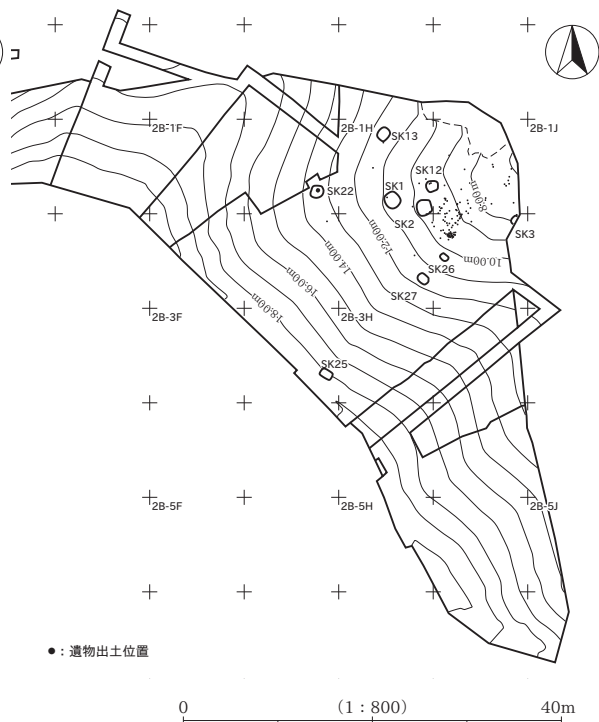 2B-1F
2B-1H
2B-1J
SK13
SK12
SK22
SK1
SK2
8.00m
SK3
12.00m
14.00m
10.00m
SK26
16.00m
SK27
18.00m
2B-3F
2B-3H
SK25
2B-5F
2B-5H
2B-5J
●：遺物出土位置
0 （1：800） 40m